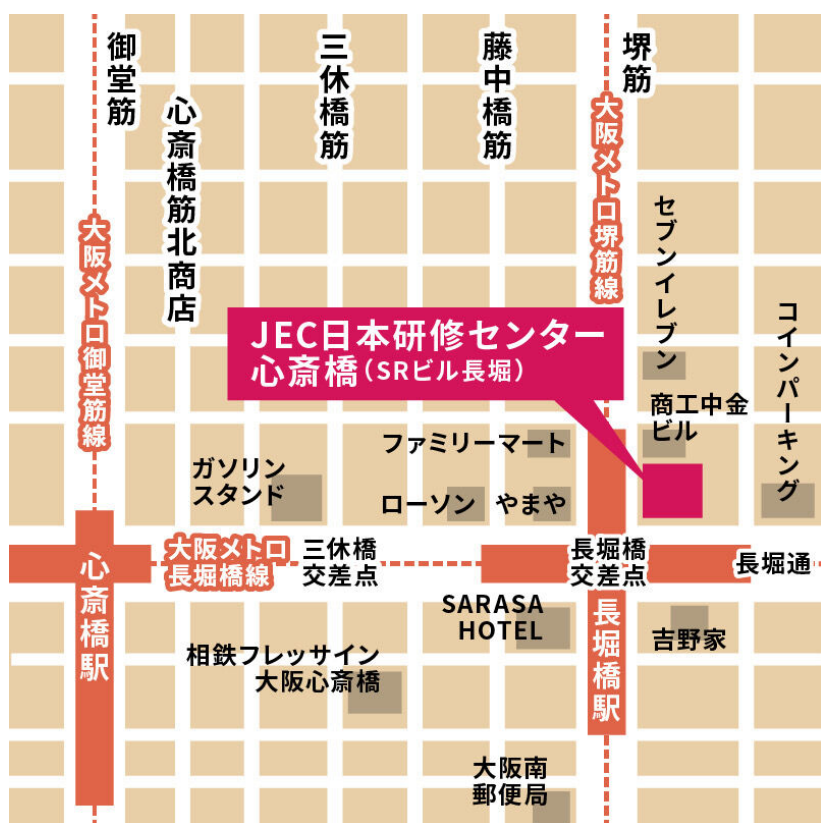 御堂筋
心斎橋筋北商店
三休橋筋
藤中橋筋
堺筋
大阪メトロ堺筋線
大阪メトロ御堂筋線
セブンイレブン
コインパーキング
JEC日本研修センター
心斎橋（SRビル長堀）
商工中金
ビル
ファミリーマート
ガソリン
スタンド
ローソン
やまや
大阪メトロ
長堀橋線
三休橋
交差点
長堀橋
交差点
長堀通
心斎橋駅
長堀橋駅
SARASA
HOTEL
吉野家
相鉄フレッサイン
大阪心斎橋
大阪南
郵便局